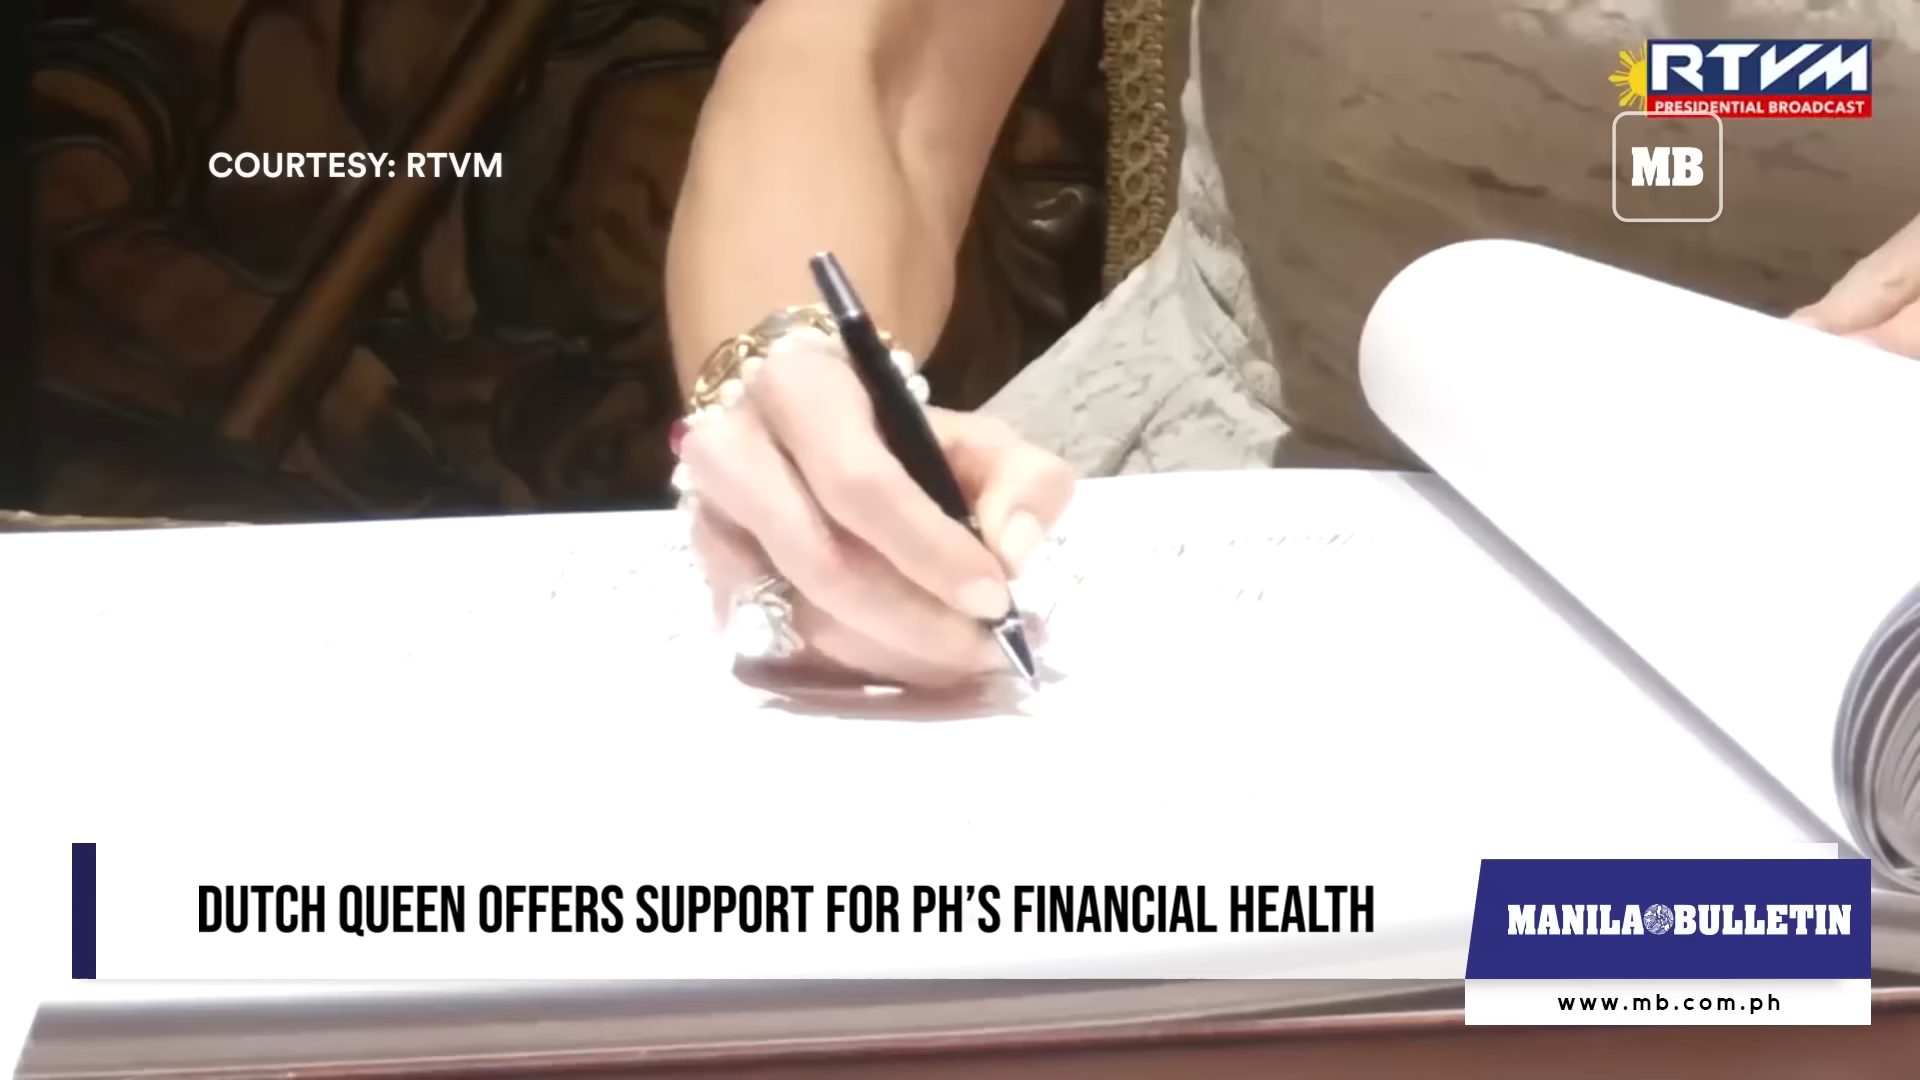 RTVM
PRESIDENTIAL BROADCAST
COURTESY: RTVM
MB
DUTCH QUEEN OFFERS SUPPORT FOR PH’S FINANCIAL HEALTH
MANILA BULLETIN
www.mb.com.ph